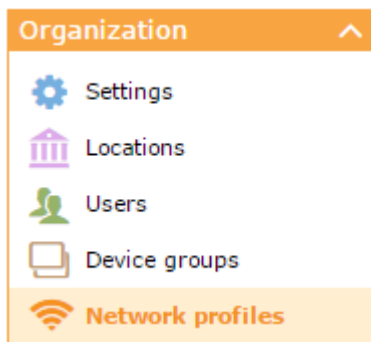 Organization
Settings
Locations
Users
Device groups
Network profiles